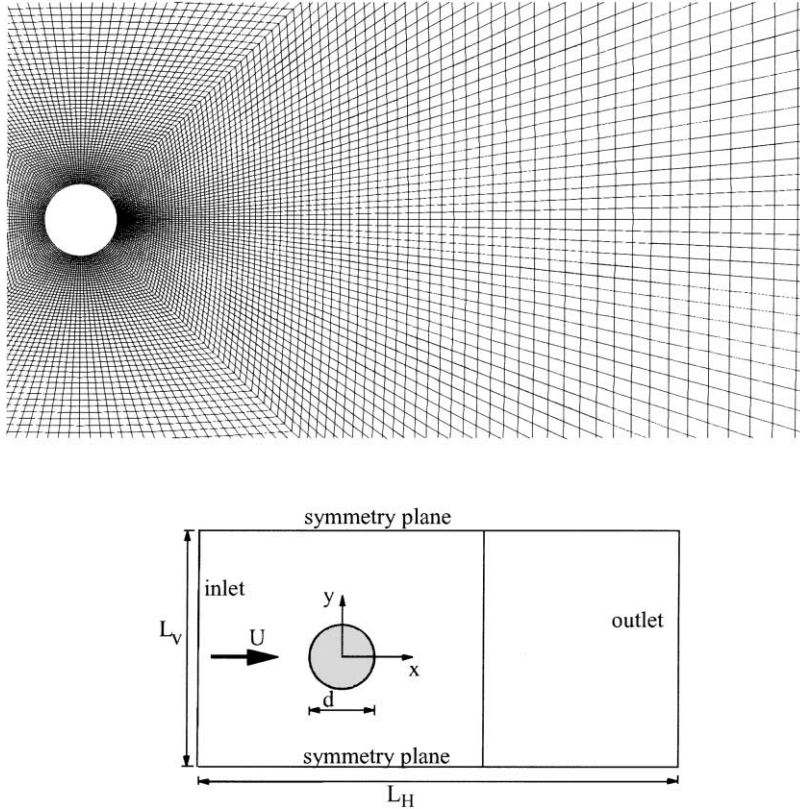 symmetry plane
inlet
y
L_v
U
outlet
x
d
symmetry plane
L_H